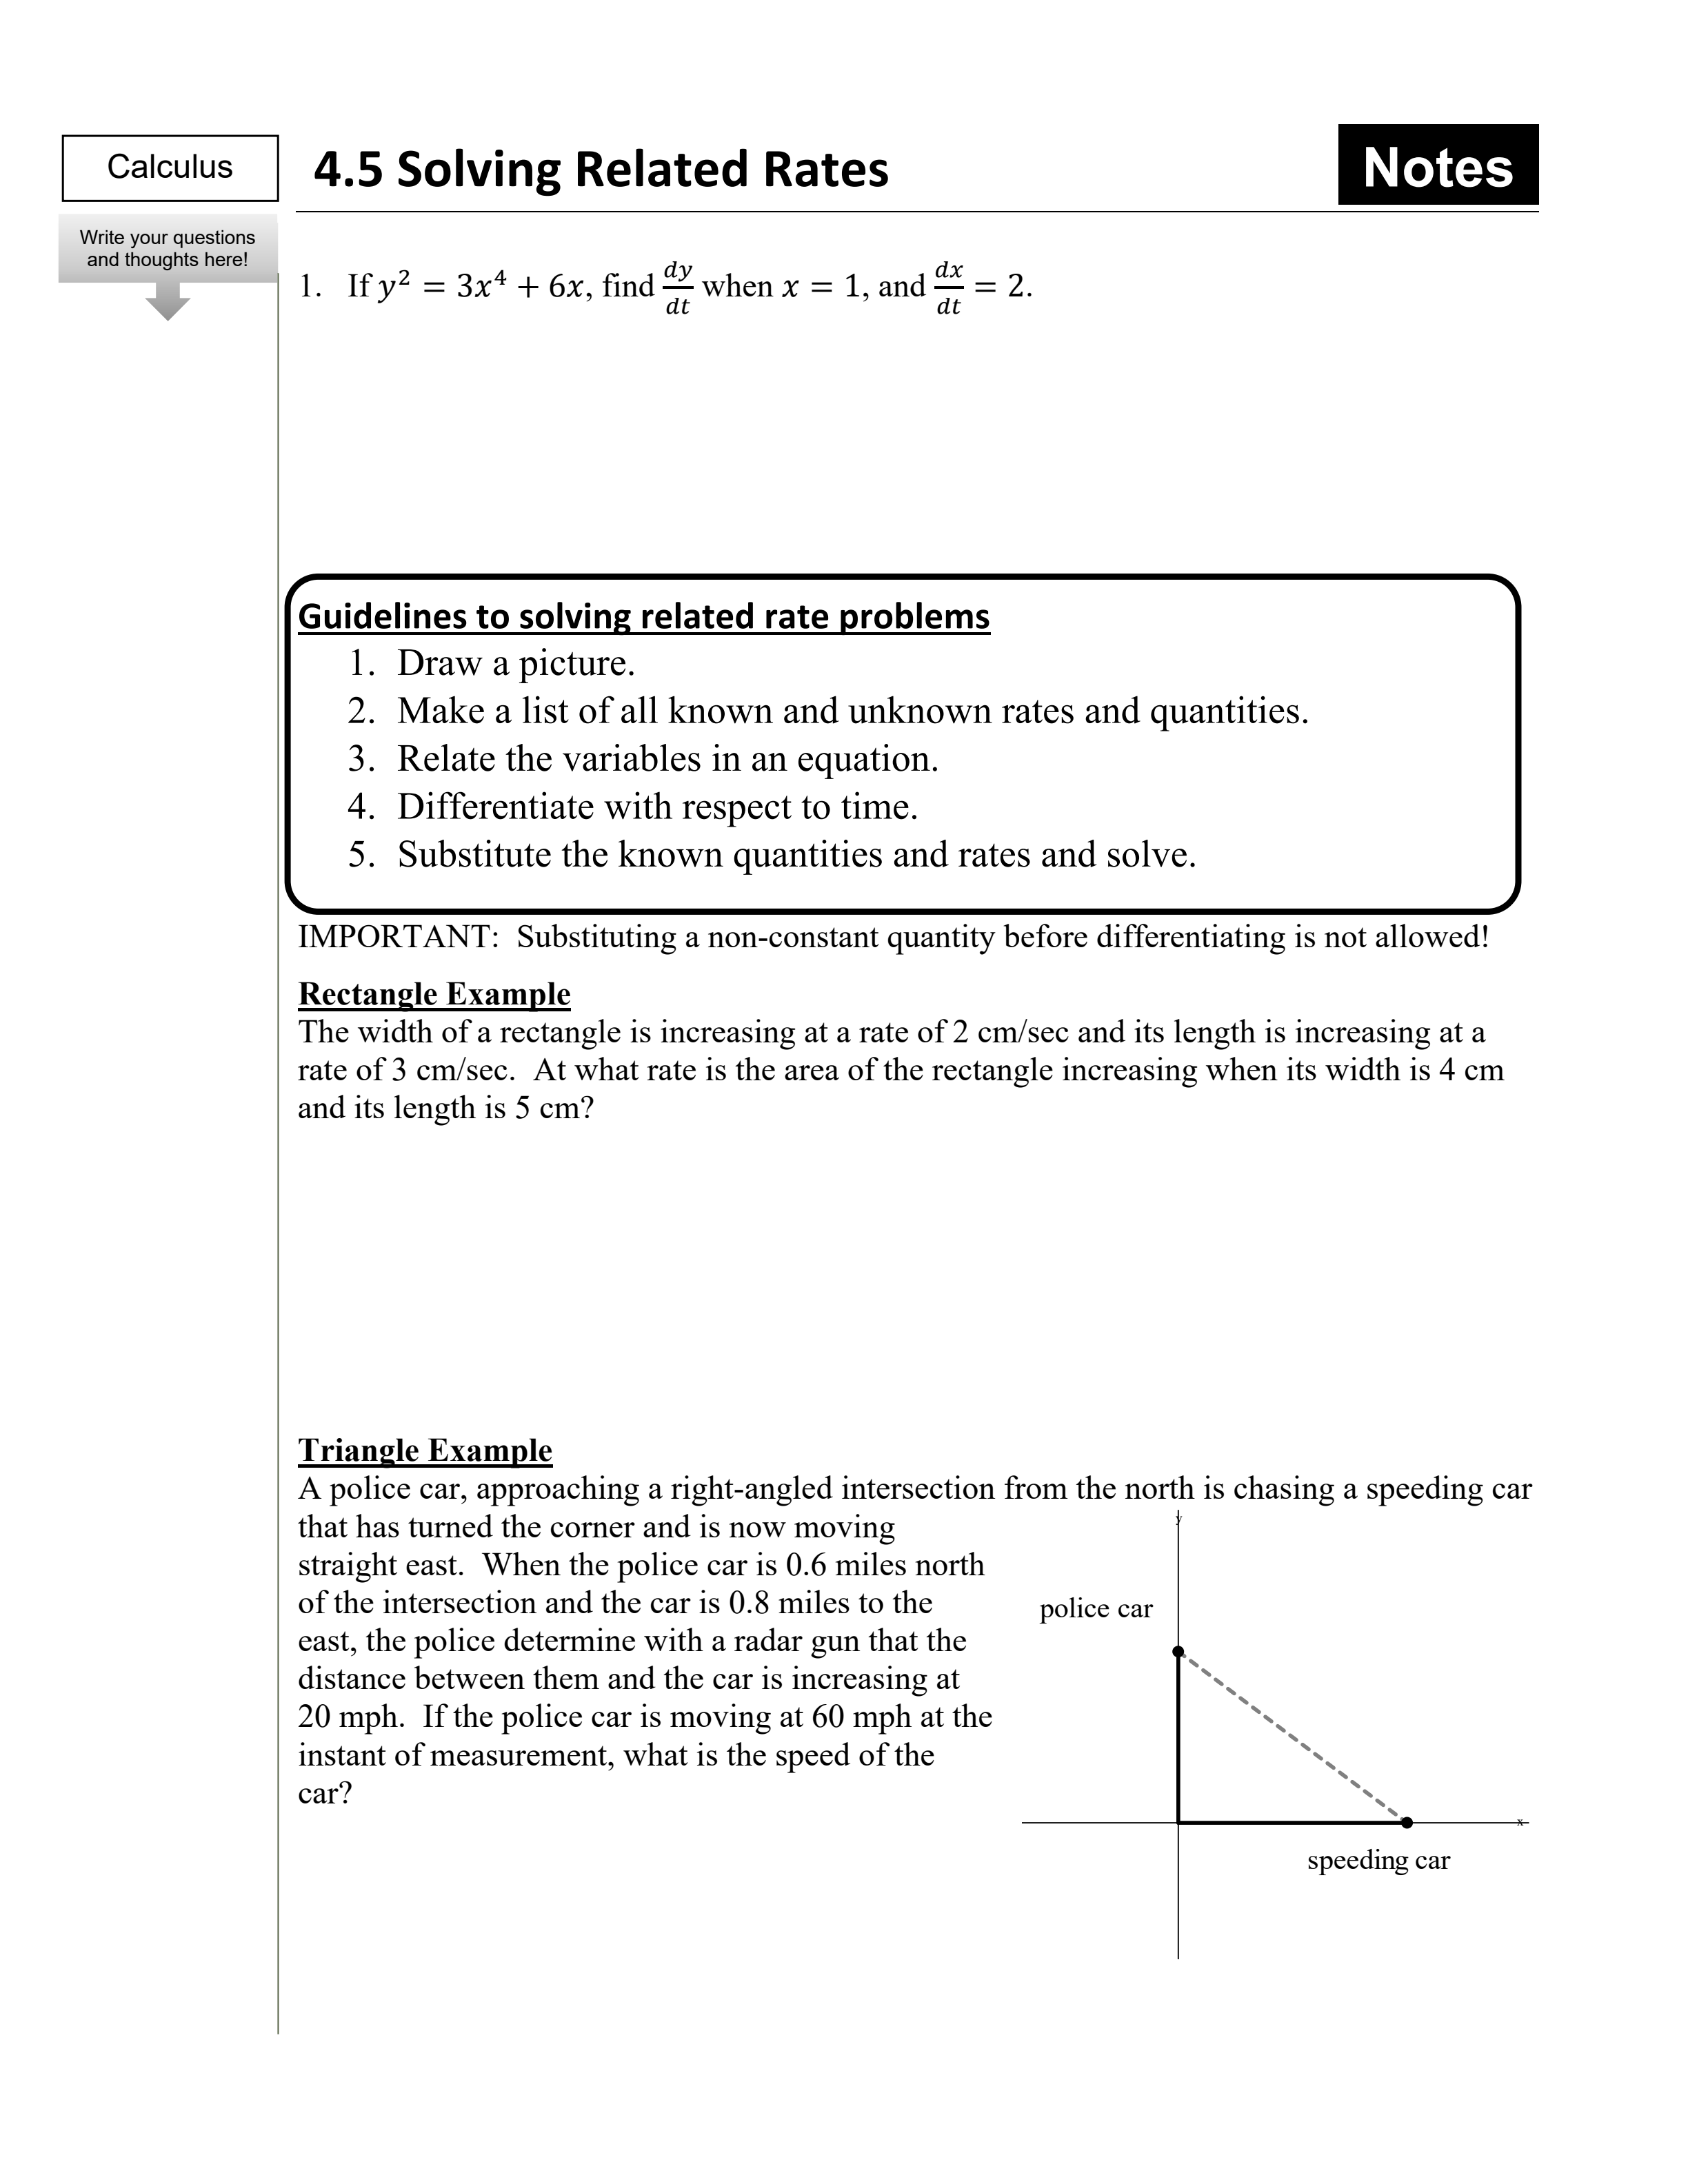 Calculus
4.5 Solving Related Rates
Notes
Write your questions
and thoughts here!
1. If y² = 3x⁴ + 6x, find dy/dt when x = 1, and dx/dt = 2.
Guidelines to solving related rate problems
1. Draw a picture.
2. Make a list of all known and unknown rates and quantities.
3. Relate the variables in an equation.
4. Differentiate with respect to time.
5. Substitute the known quantities and rates and solve.
IMPORTANT: Substituting a non-constant quantity before differentiating is not allowed!
Rectangle Example
The width of a rectangle is increasing at a rate of 2 cm/sec and its length is increasing at a
rate of 3 cm/sec. At what rate is the area of the rectangle increasing when its width is 4 cm
and its length is 5 cm?
Triangle Example
A police car, approaching a right-angled intersection from the north is chasing a speeding car
that has turned the corner and is now moving
straight east. When the police car is 0.6 miles north
of the intersection and the car is 0.8 miles to the
east, the police determine with a radar gun that the
distance between them and the car is increasing at
20 mph. If the police car is moving at 60 mph at the
instant of measurement, what is the speed of the
car?
y
police car
x
speeding car